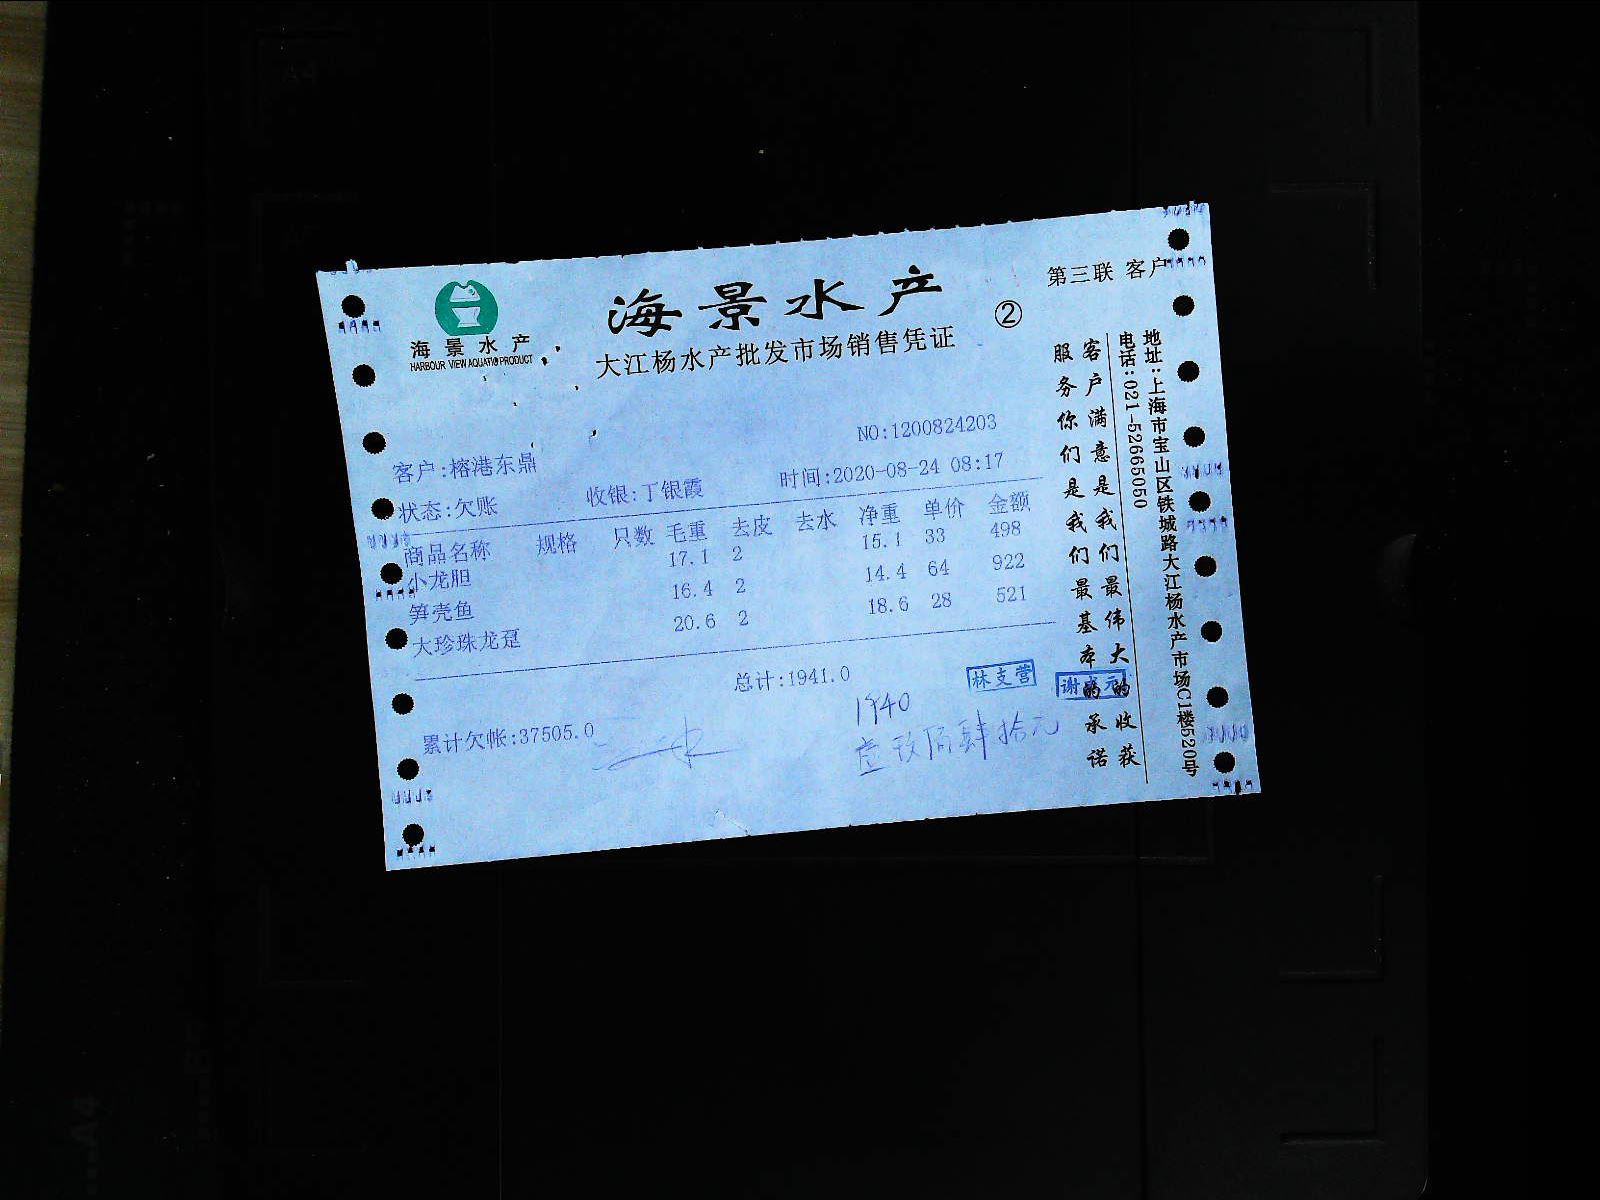 海景水产
HARBOUR VIEW AQUATIC PRODUCT
海景水产
大江杨水产批发市场销售凭证
②
第三联 客户
NO:1200824203
客户:榕港东鼎
时间:2020-08-24 08:17
状态:欠账 收银:丁银霞
商品名称 规格 只数 毛重 去皮 去水 净重 单价 金额
小龙胆 17.1 2 15.1 33 498
笋壳鱼 16.4 2 14.4 64 922
大珍珠龙趸 20.6 2 18.6 28 521
总计:1941.0
林支营
1940
累计欠帐:37505.0
壹玖佰肆拾元
客户满意是我们最伟大的收获
服务你们是我们最基本的承诺
地址:上海市宝山区铁城路大江杨水产市场C1楼520号
电话:021-52665050